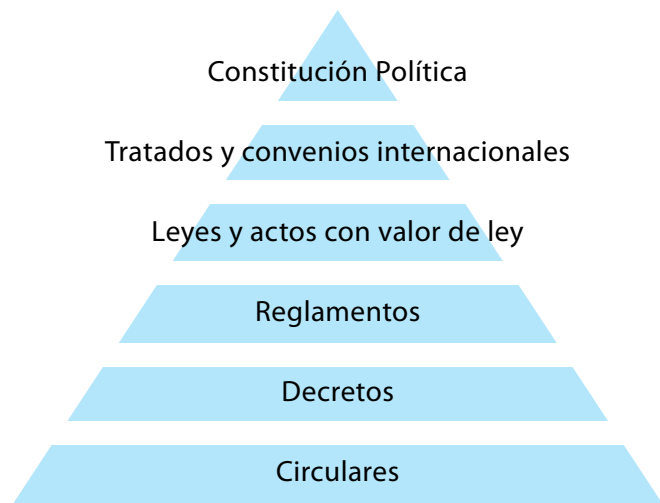 Constitución Política
Tratados y convenios internacionales
Leyes y actos con valor de ley
Reglamentos
Decretos
Circulares